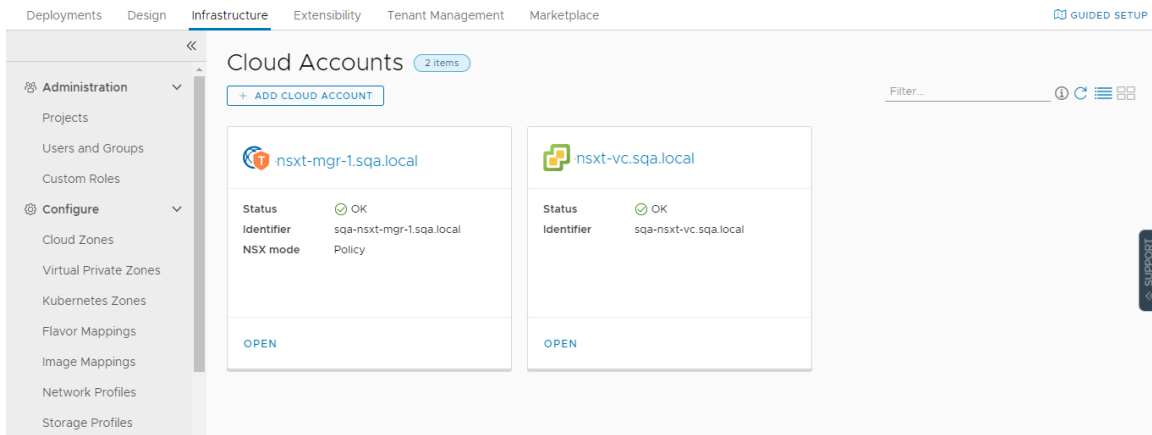 Deployments Design Infrastructure Extensibility Tenant Management Marketplace GUIDED SETUP
Administration
Projects
Users and Groups
Custom Roles
Configure
Cloud Zones
Virtual Private Zones
Kubernetes Zones
Flavor Mappings
Image Mappings
Network Profiles
Storage Profiles
Cloud Accounts 2 items
+ ADD CLOUD ACCOUNT
Filter...
nsxt-mgr-1.sqa.local
Status OK
Identifier sqa-nsxt-mgr-1.sqa.local
NSX mode Policy
OPEN
nsxt-vc.sqa.local
Status OK
Identifier sqa-nsxt-vc.sqa.local
OPEN
SUPPORT